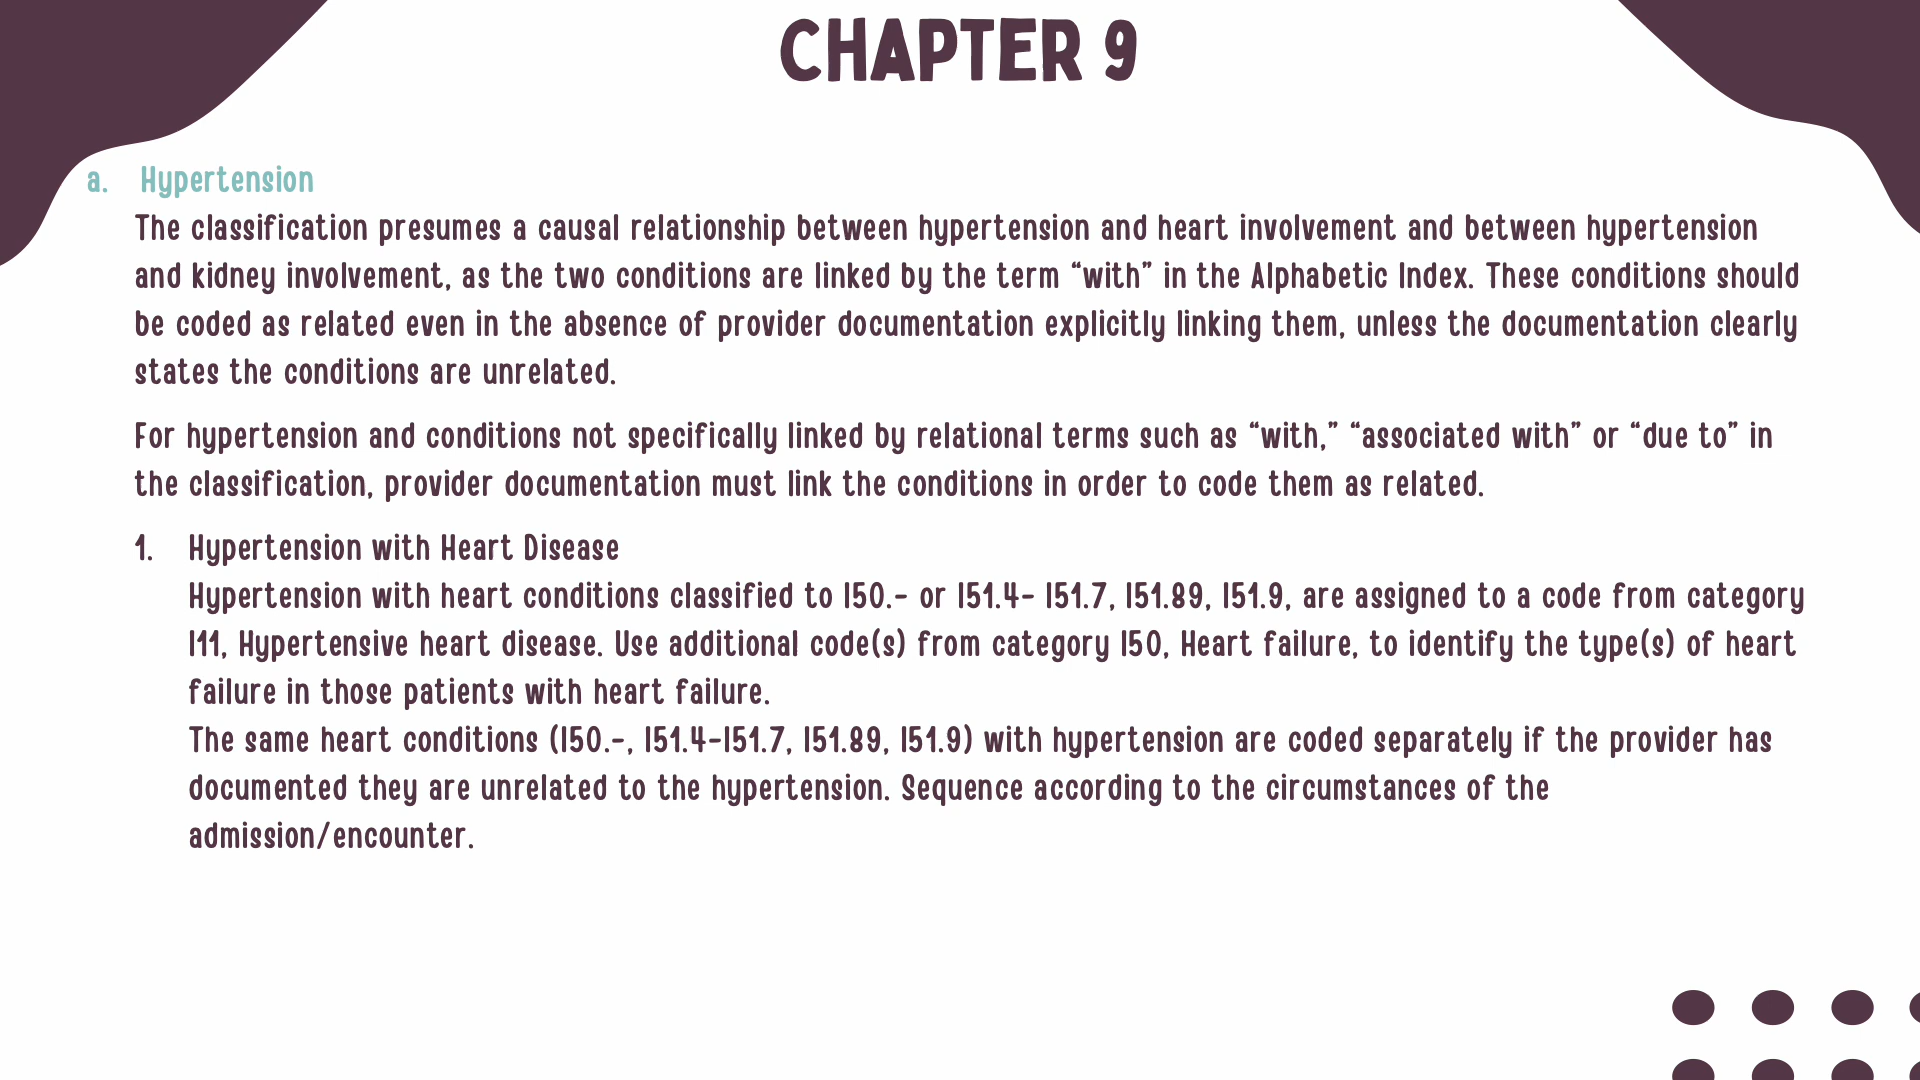 CHAPTER 9
a. Hypertension
The classification presumes a causal relationship between hypertension and heart involvement and between hypertension
and kidney involvement, as the two conditions are linked by the term “with” in the Alphabetic Index. These conditions should
be coded as related even in the absence of provider documentation explicitly linking them, unless the documentation clearly
states the conditions are unrelated.
For hypertension and conditions not specifically linked by relational terms such as “with,” “associated with” or “due to” in
the classification, provider documentation must link the conditions in order to code them as related.
1. Hypertension with Heart Disease
Hypertension with heart conditions classified to I50.- or I51.4- I51.7, I51.89, I51.9, are assigned to a code from category
I11, Hypertensive heart disease. Use additional code(s) from category I50, Heart failure, to identify the type(s) of heart
failure in those patients with heart failure.
The same heart conditions (I50.-, I51.4-I51.7, I51.89, I51.9) with hypertension are coded separately if the provider has
documented they are unrelated to the hypertension. Sequence according to the circumstances of the
admission/encounter.